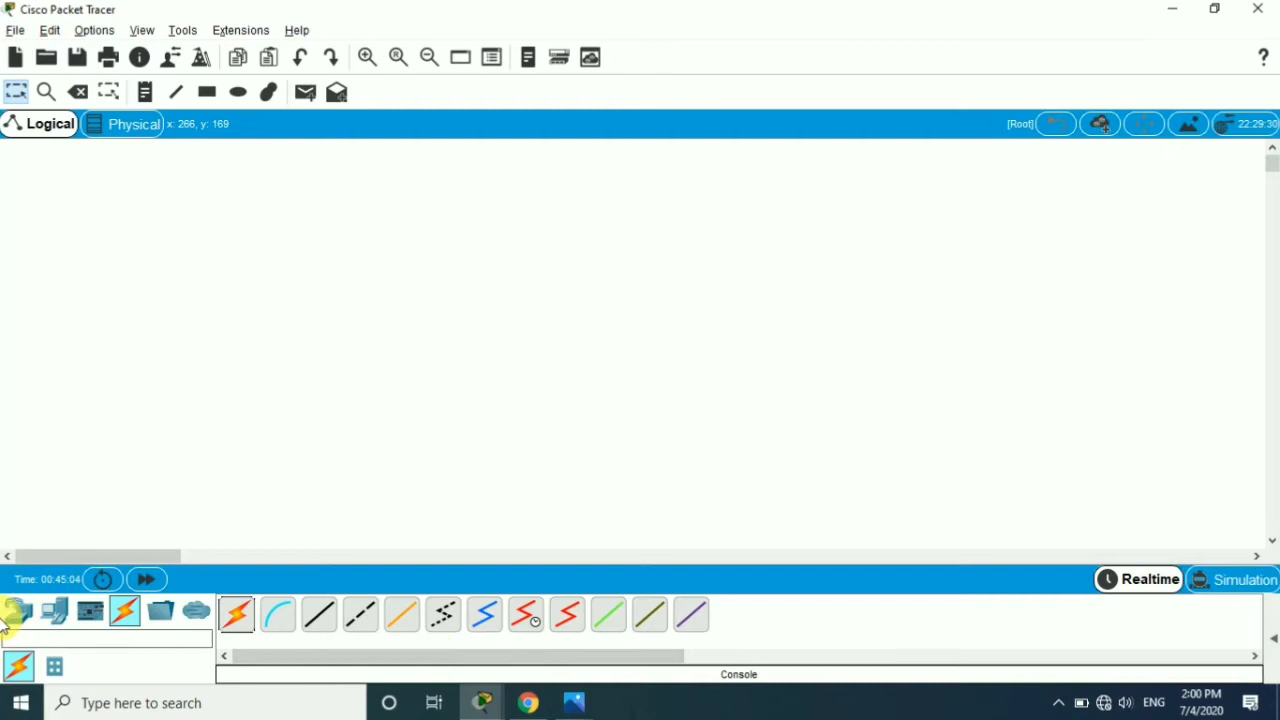 Cisco Packet Tracer
File Edit Options View Tools Extensions Help
?
Logical Physical x: 266, y: 169 [Root] 22:29:30
Time: 00:45:04 Realtime Simulation
Console
Type here to search ENG 2:00 PM
7/4/2020